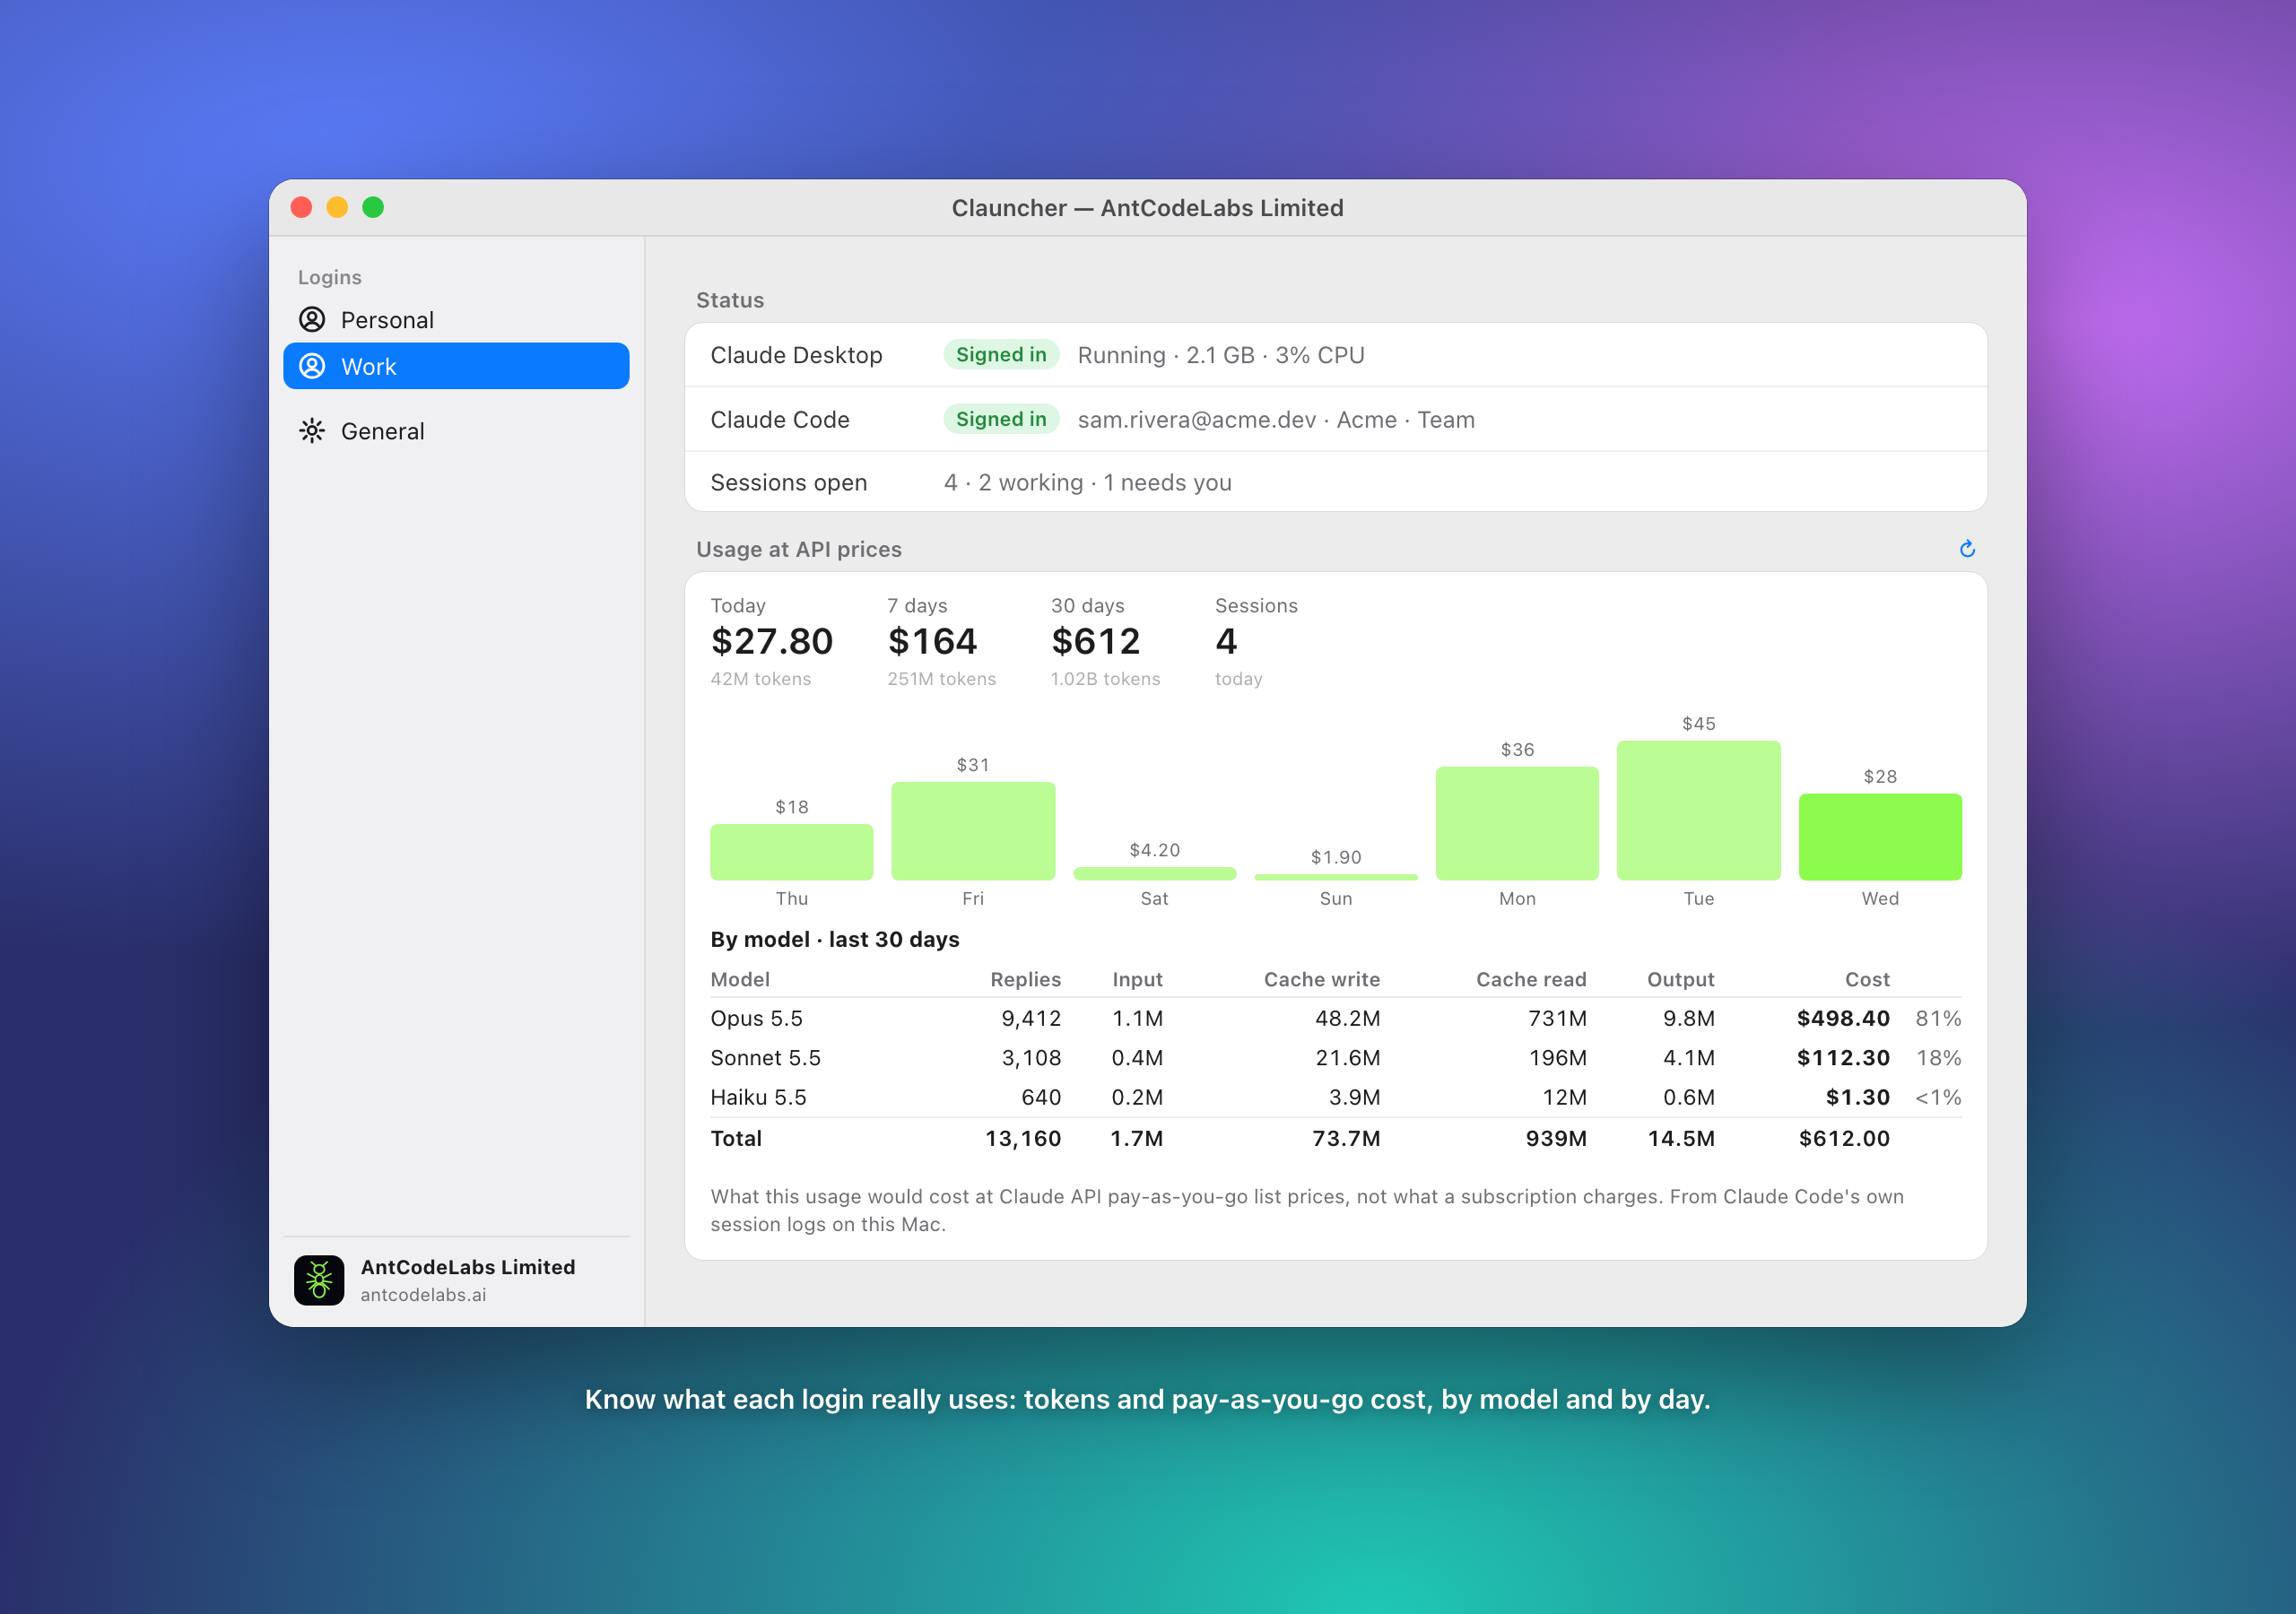 Clauncher — AntCodeLabs Limited
Logins
Personal
Work
General
AntCodeLabs Limited
antcodelabs.ai
Status
Claude Desktop Signed in Running · 2.1 GB · 3% CPU
Claude Code Signed in sam.rivera@acme.dev · Acme · Team
Sessions open 4 · 2 working · 1 needs you
Usage at API prices
Today 7 days 30 days Sessions
$27.80 $164 $612 4
42M tokens 251M tokens 1.02B tokens today
$18 $31 $4.20 $1.90 $36 $45 $28
Thu Fri Sat Sun Mon Tue Wed
By model · last 30 days
Model Replies Input Cache write Cache read Output Cost
Opus 5.5 9,412 1.1M 48.2M 731M 9.8M $498.40 81%
Sonnet 5.5 3,108 0.4M 21.6M 196M 4.1M $112.30 18%
Haiku 5.5 640 0.2M 3.9M 12M 0.6M $1.30 <1%
Total 13,160 1.7M 73.7M 939M 14.5M $612.00
What this usage would cost at Claude API pay-as-you-go list prices, not what a subscription charges. From Claude Code's own
session logs on this Mac.
Know what each login really uses: tokens and pay-as-you-go cost, by model and by day.